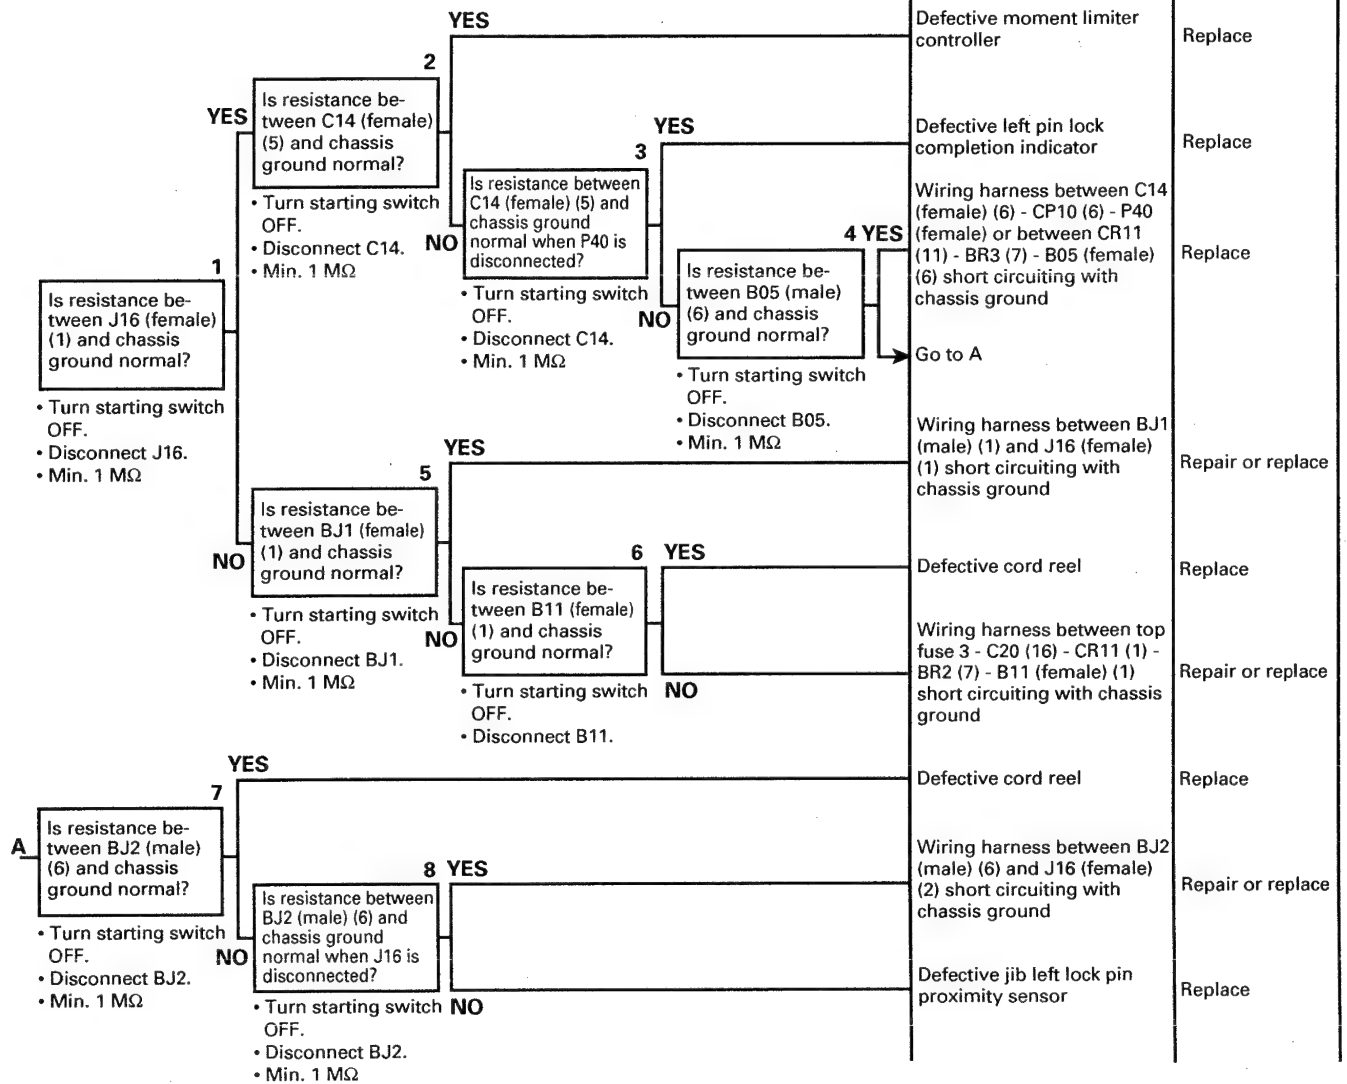 YES
Defective moment limiter
controller
Replace
2
Is resistance be-
tween C14 (female)
(5) and chassis
ground normal?
YES
• Turn starting switch
OFF.
• Disconnect C14.
• Min. 1 MΩ
NO
YES
Defective left pin lock
completion indicator
Replace
3
Is resistance between
C14 (female) (5) and
chassis ground
normal when P40 is
disconnected?
• Turn starting switch
OFF.
• Disconnect C14.
• Min. 1 MΩ
NO
4 YES
Wiring harness between C14
(female) (6) - CP10 (6) - P40
(female) or between CR11
(11) - BR3 (7) - B05 (female)
(6) short circuiting with
chassis ground
Replace
Is resistance be-
tween B05 (male)
(6) and chassis
ground normal?
Go to A
• Turn starting switch
OFF.
• Disconnect B05.
• Min. 1 MΩ
1
Is resistance be-
tween J16 (female)
(1) and chassis
ground normal?
• Turn starting switch
OFF.
• Disconnect J16.
• Min. 1 MΩ
NO
YES
Wiring harness between BJ1
(male) (1) and J16 (female)
(1) short circuiting with
chassis ground
Repair or replace
5
Is resistance be-
tween BJ1 (female)
(1) and chassis
ground normal?
• Turn starting switch
OFF.
• Disconnect BJ1.
• Min. 1 MΩ
NO
6 YES
Defective cord reel
Replace
Is resistance be-
tween B11 (female)
(1) and chassis
ground normal?
• Turn starting switch
OFF.
• Disconnect B11.
NO
Wiring harness between top
fuse 3 - C20 (16) - CR11 (1) -
BR2 (7) - B11 (female) (1)
short circuiting with chassis
ground
Repair or replace
YES
Defective cord reel
Replace
7
A
Is resistance be-
tween BJ2 (male)
(6) and chassis
ground normal?
• Turn starting switch
OFF.
• Disconnect BJ2.
• Min. 1 MΩ
NO
8 YES
Wiring harness between BJ2
(male) (6) and J16 (female)
(2) short circuiting with
chassis ground
Repair or replace
Is resistance between
BJ2 (male) (6) and
chassis ground
normal when J16 is
disconnected?
• Turn starting switch
OFF.
• Disconnect BJ2.
• Min. 1 MΩ
NO
Defective jib left lock pin
proximity sensor
Replace